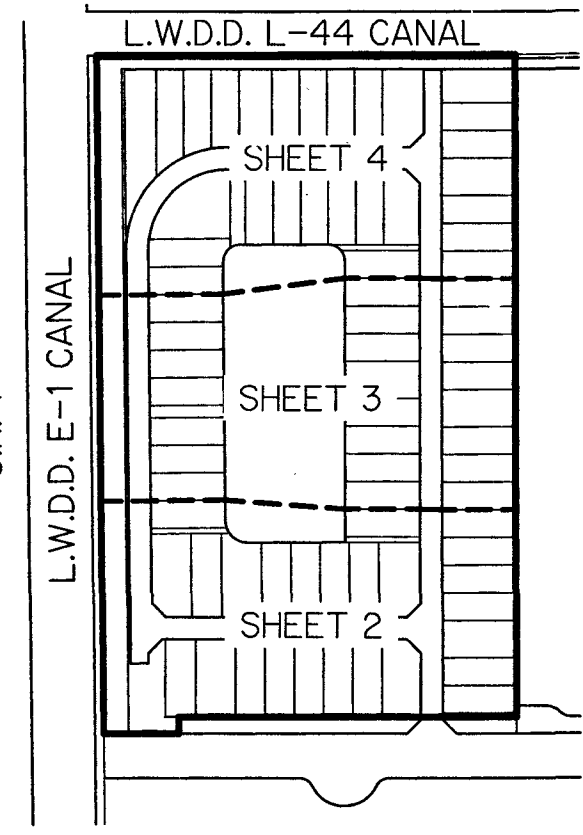 L.W.D.D. L-44 CANAL
SHEET 4
L.W.D.D. E-1 CANAL
SHEET 3
SHEET 2